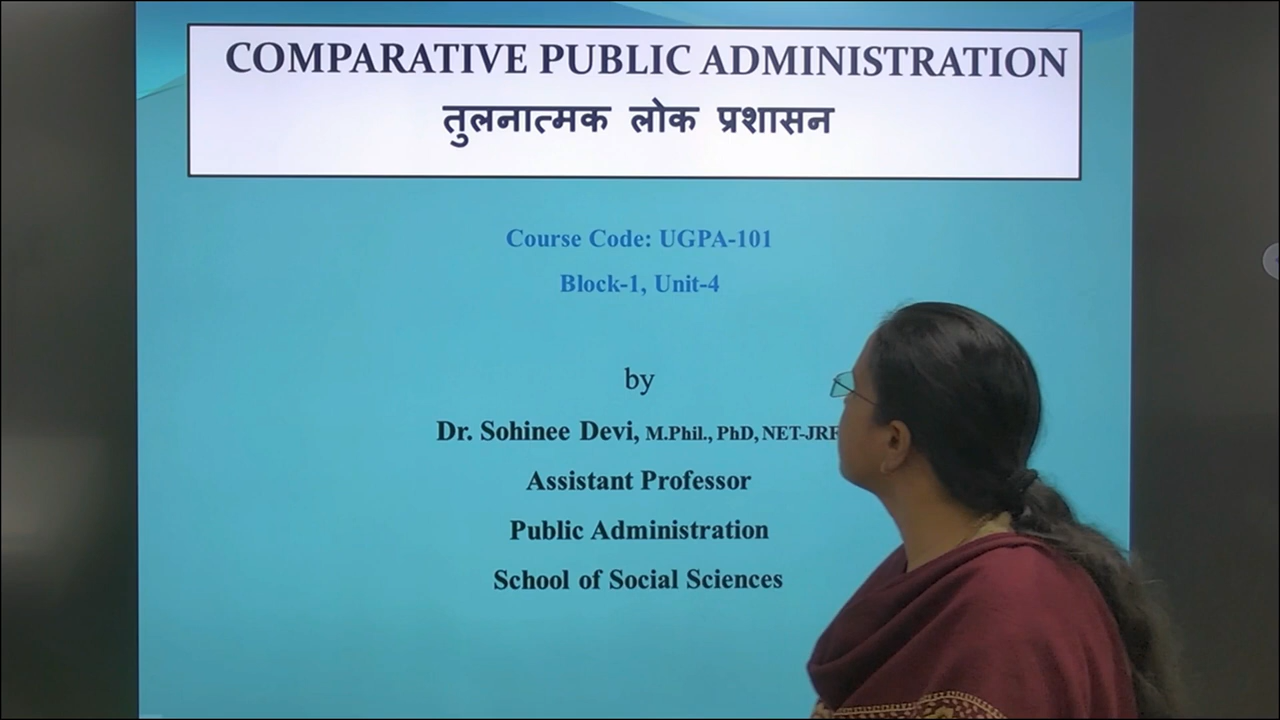 COMPARATIVE PUBLIC ADMINISTRATION
तुलनात्मक लोक प्रशासन
Course Code: UGPA-101
Block-1, Unit-4
by
Dr. Sohinee Devi, M.Phil., PhD, NET-JRF
Assistant Professor
Public Administration
School of Social Sciences